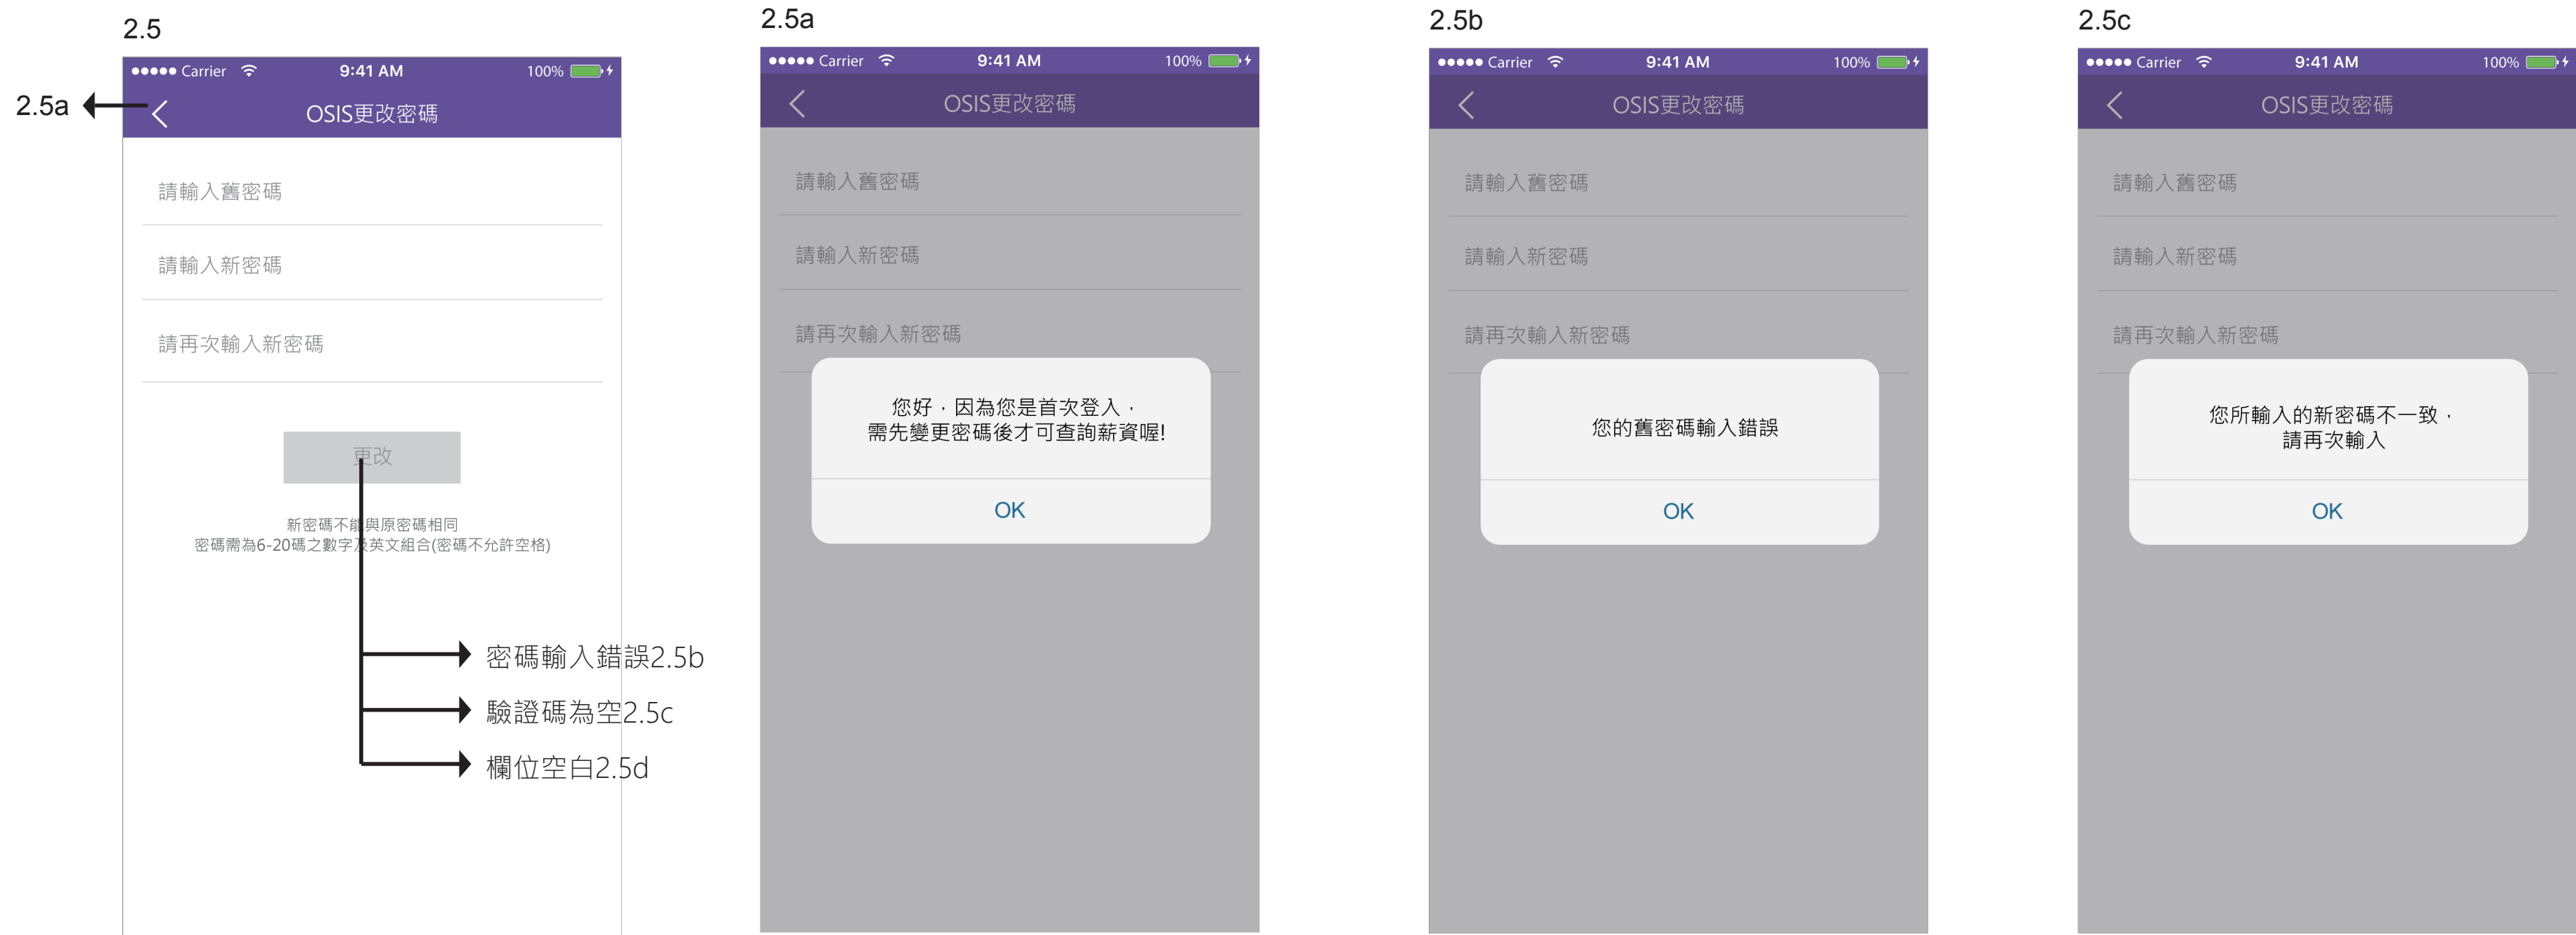 2.5
2.5a
●●●●● Carrier 9:41 AM 100%
OSIS更改密碼
請輸入舊密碼
請輸入新密碼
請再次輸入新密碼
更改
新密碼不能與原密碼相同
密碼需為6-20碼之數字及英文組合(密碼不允許空格)
密碼輸入錯誤2.5b
驗證碼為空2.5c
欄位空白2.5d
2.5a
●●●●● Carrier 9:41 AM 100%
OSIS更改密碼
請輸入舊密碼
請輸入新密碼
請再次輸入新密碼
您好，因為您是首次登入，
需先變更密碼後才可查詢薪資喔!
OK
2.5b
●●●●● Carrier 9:41 AM 100%
OSIS更改密碼
請輸入舊密碼
請輸入新密碼
請再次輸入新密碼
您的舊密碼輸入錯誤
OK
2.5c
●●●●● Carrier 9:41 AM 100%
OSIS更改密碼
請輸入舊密碼
請輸入新密碼
請再次輸入新密碼
您所輸入的新密碼不一致，
請再次輸入
OK